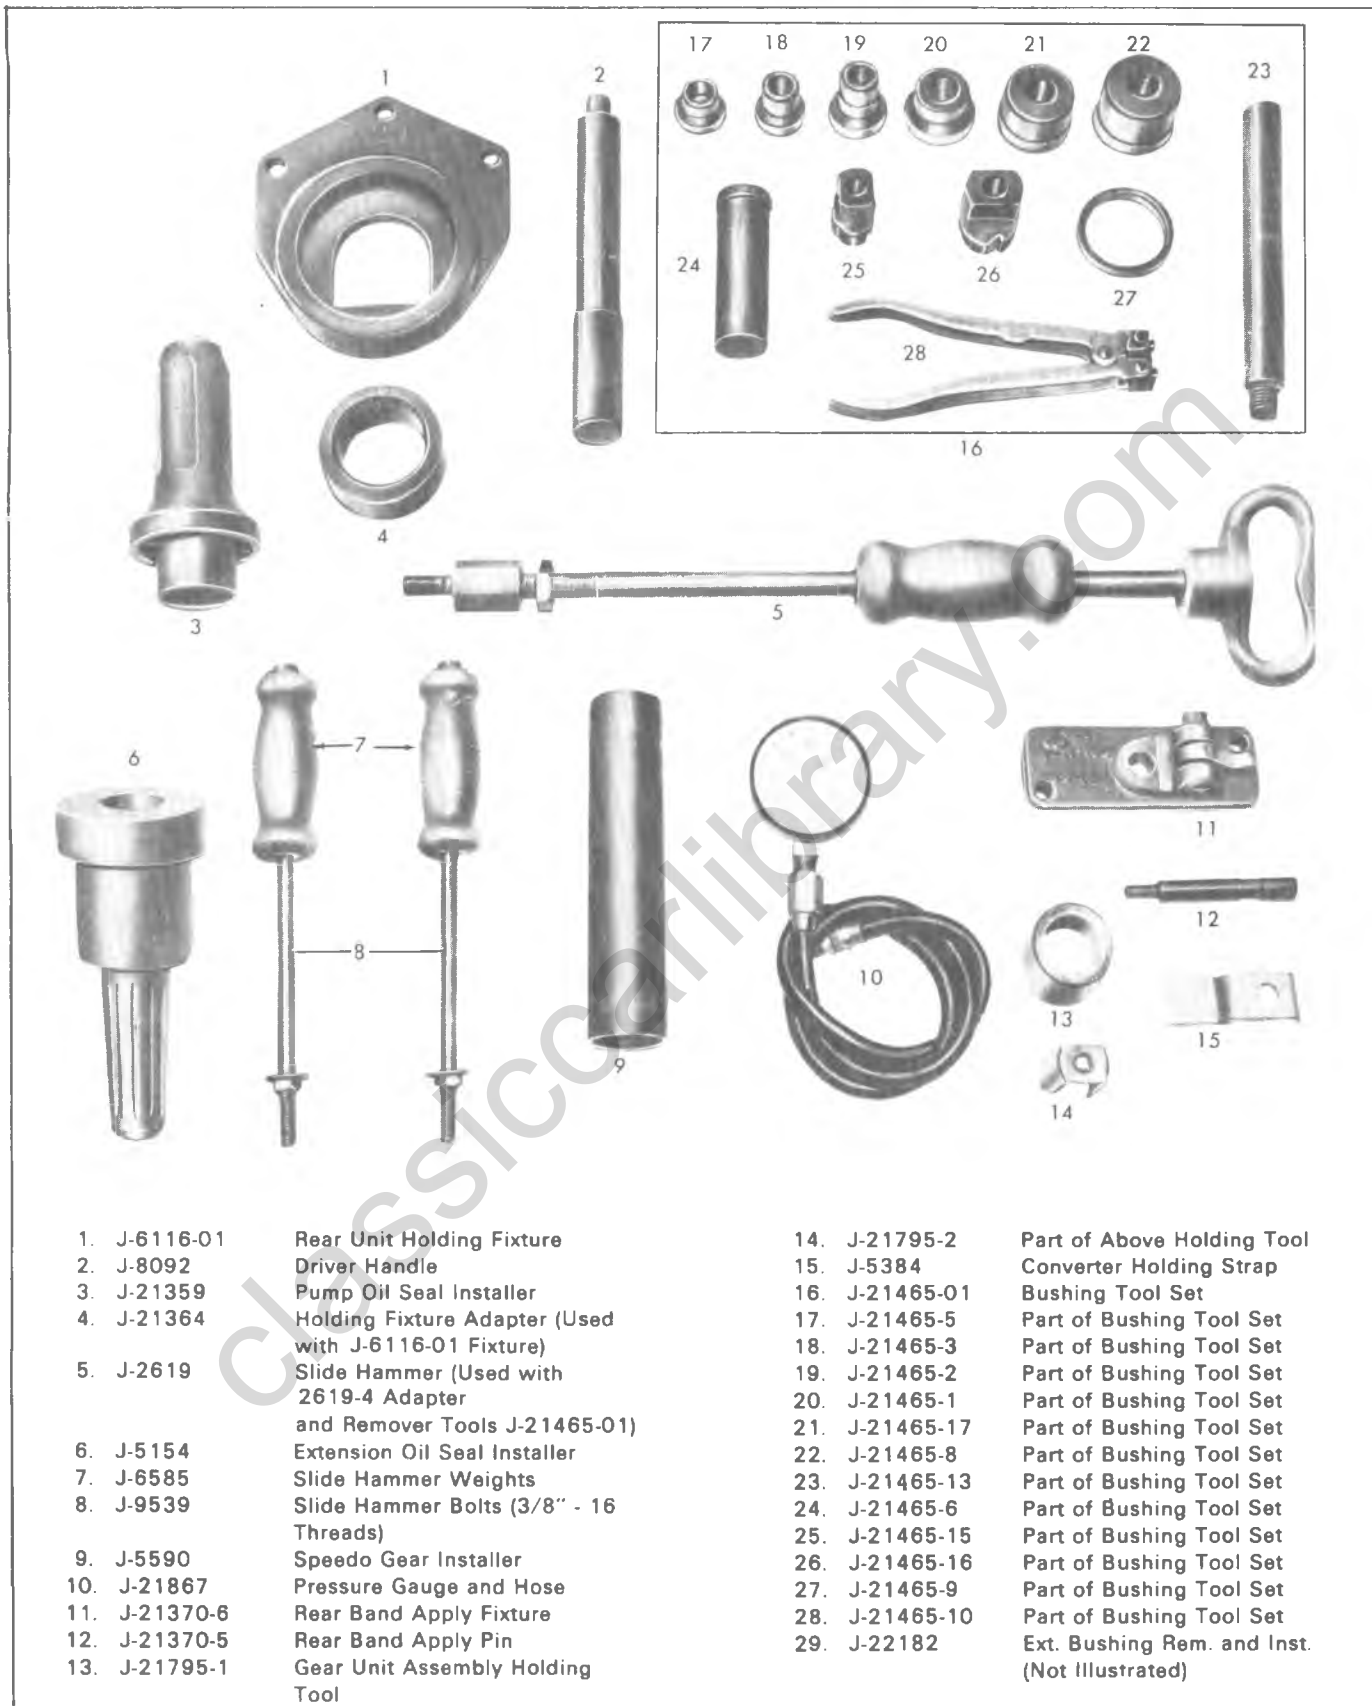 17 18 19 20 21 22 23
1 2
24 25 26 27
28
16
3 4 5
6 7
8
9 10 11
12
13 14 15
classiccarlibrary.com
1. J-6116-01 Rear Unit Holding Fixture
2. J-8092 Driver Handle
3. J-21359 Pump Oil Seal Installer
4. J-21364 Holding Fixture Adapter (Used
with J-6116-01 Fixture)
5. J-2619 Slide Hammer (Used with
2619-4 Adapter
and Remover Tools J-21465-01)
6. J-5154 Extension Oil Seal Installer
7. J-6585 Slide Hammer Weights
8. J-9539 Slide Hammer Bolts (3/8" - 16
Threads)
9. J-5590 Speedo Gear Installer
10. J-21867 Pressure Gauge and Hose
11. J-21370-6 Rear Band Apply Fixture
12. J-21370-5 Rear Band Apply Pin
13. J-21795-1 Gear Unit Assembly Holding
Tool
14. J-21795-2 Part of Above Holding Tool
15. J-5384 Converter Holding Strap
16. J-21465-01 Bushing Tool Set
17. J-21465-5 Part of Bushing Tool Set
18. J-21465-3 Part of Bushing Tool Set
19. J-21465-2 Part of Bushing Tool Set
20. J-21465-1 Part of Bushing Tool Set
21. J-21465-17 Part of Bushing Tool Set
22. J-21465-8 Part of Bushing Tool Set
23. J-21465-13 Part of Bushing Tool Set
24. J-21465-6 Part of Bushing Tool Set
25. J-21465-15 Part of Bushing Tool Set
26. J-21465-16 Part of Bushing Tool Set
27. J-21465-9 Part of Bushing Tool Set
28. J-21465-10 Part of Bushing Tool Set
29. J-22182 Ext. Bushing Rem. and Inst.
(Not Illustrated)